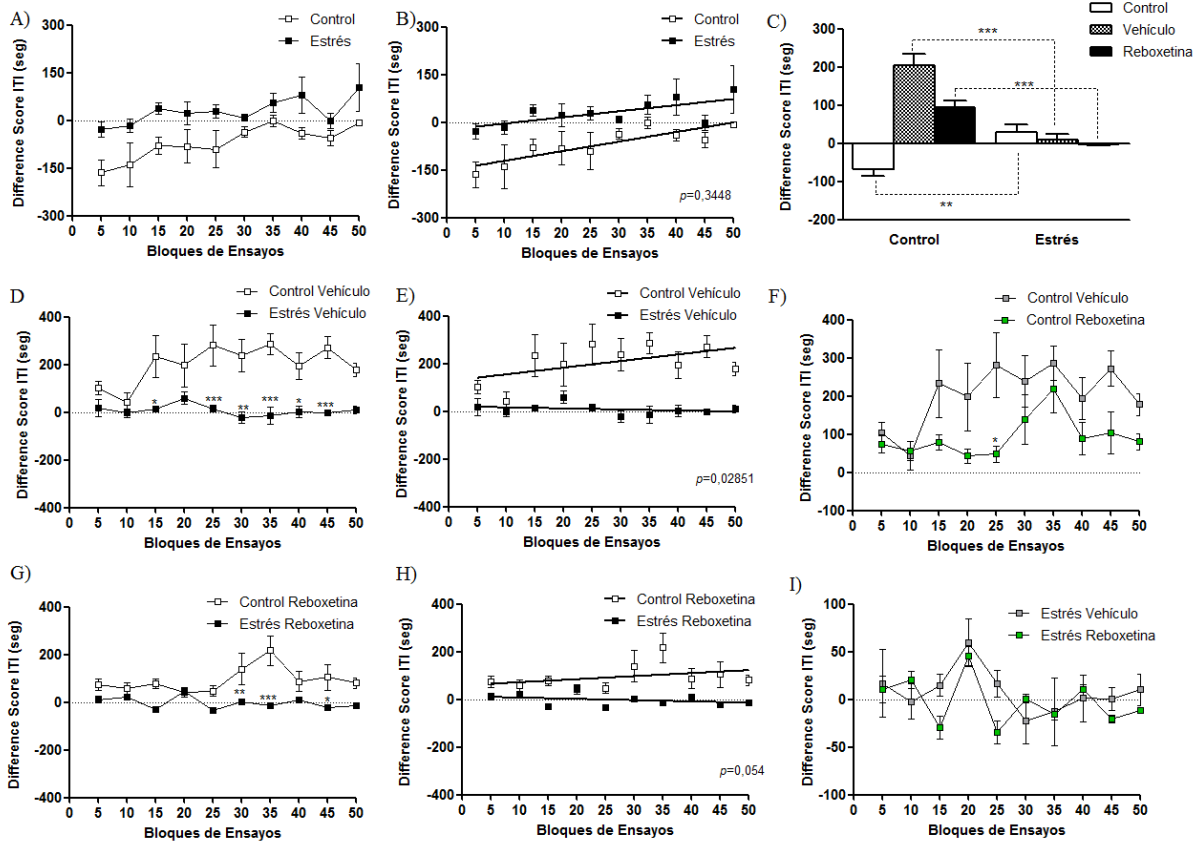 A)
Control
Estrés
Difference Score ITI (seg)
300
150
0
-150
-300
0 5 10 15 20 25 30 35 40 45 50
Bloques de Ensayos
B)
Control
Estrés
Difference Score ITI (seg)
300
150
0
-150
-300
p=0,3448
0 5 10 15 20 25 30 35 40 45 50
Bloques de Ensayos
C)
Control
Vehículo
Reboxetina
Difference Score ITI (seg)
300
200
100
0
-100
-200
***
***
**
Control Estrés
D
Control Vehículo
Estrés Vehículo
Difference Score ITI (seg)
400
200
0
-200
-400
* *** ** *** * ***
0 5 10 15 20 25 30 35 40 45 50
Bloques de Ensayos
E)
Control Vehículo
Estrés Vehículo
Difference Score ITI (seg)
400
200
0
-200
-400
p=0,02851
0 5 10 15 20 25 30 35 40 45 50
Bloques de Ensayos
F)
Control Vehículo
Control Reboxetina
Difference Score ITI (seg)
400
300
200
100
0
-100
*
0 5 10 15 20 25 30 35 40 45 50
Bloques de Ensayos
G)
Control Reboxetina
Estrés Reboxetina
Difference Score ITI (seg)
400
200
0
-200
-400
** *** *
0 5 10 15 20 25 30 35 40 45 50
Bloques de Ensayos
H)
Control Reboxetina
Estrés Reboxetina
Difference Score ITI (seg)
400
200
0
-200
-400
p=0,054
0 5 10 15 20 25 30 35 40 45 50
Bloques de Ensayos
I)
Estrés Vehículo
Estrés Reboxetina
Difference Score ITI (seg)
100
50
0
-50
-100
0 5 10 15 20 25 30 35 40 45 50
Bloques de Ensayos